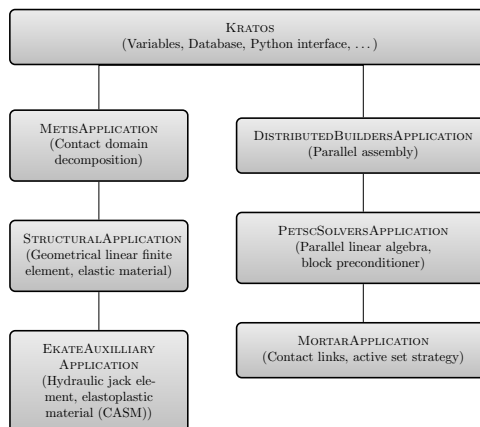 KRATOS
(Variables, Database, Python interface, ...)
METISAPPLICATION
(Contact domain
decomposition)
STRUCTURALAPPLICATION
(Geometrical linear finite
element, elastic material)
EKATEAUXILLIARY
APPLICATION
(Hydraulic jack ele-
ment, elastoplastic
material (CASM))
DISTRIBUTEDBUILDERSAPPLICATION
(Parallel assembly)
PETSCSOLVERSAPPLICATION
(Parallel linear algebra,
block preconditioner)
MORTARAPPLICATION
(Contact links, active set strategy)